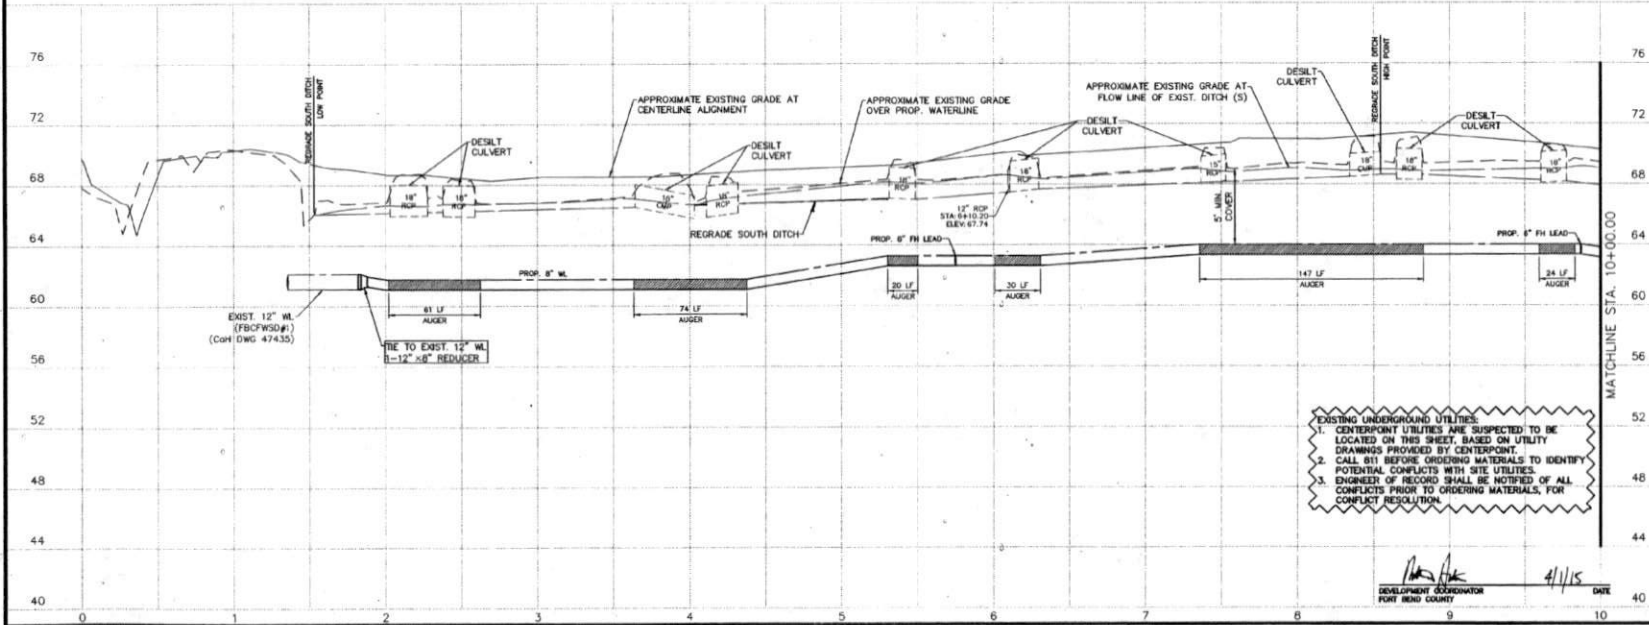 76
72
68
64
60
56
52
48
44
40
REGRADE SOUTH DITCH
LOW POINT
DESILT
CULVERT
18"
RCP
18"
RCP
APPROXIMATE EXISTING GRADE AT
CENTERLINE ALIGNMENT
DESILT
CULVERT
CMP
18"
RCP
APPROXIMATE EXISTING GRADE
OVER PROP. WATERLINE
REGRADE SOUTH DITCH
18"
RCP
18"
RCP
DESILT
CULVERT
12" RCP
STA: 6+10.20
ELEV: 67.74
APPROXIMATE EXISTING GRADE AT
FLOW LINE OF EXIST. DITCH (S)
15"
RCP
5' MIN.
COVER
DESILT
CULVERT
REGRADE SOUTH DITCH
HIGH POINT
18"
CMP
18"
RCP
DESILT
CULVERT
18"
RCP
PROP. 8" WL
PROP. 6" FH LEAD
PROP. 6" FH LEAD
EXIST. 12" WL
(FBCFWSD#1)
(CoH DWG 47435)
TIE TO EXIST. 12" WL
1-12"x8" REDUCER
61 LF
AUGER
74 LF
AUGER
20 LF
AUGER
30 LF
AUGER
147 LF
AUGER
24 LF
AUGER
MATCHLINE STA. 10+00.00
76
72
68
64
60
56
52
48
44
40
EXISTING UNDERGROUND UTILITIES:
1. CENTERPOINT UTILITIES ARE SUSPECTED TO BE
LOCATED ON THIS SHEET, BASED ON UTILITY
DRAWINGS PROVIDED BY CENTERPOINT.
2. CALL 811 BEFORE ORDERING MATERIALS TO IDENTIFY
POTENTIAL CONFLICTS WITH SITE UTILITIES.
3. ENGINEER OF RECORD SHALL BE NOTIFIED OF ALL
CONFLICTS PRIOR TO ORDERING MATERIALS, FOR
CONFLICT RESOLUTION.
4/1/15
DEVELOPMENT COORDINATOR DATE
FORT BEND COUNTY
0 1 2 3 4 5 6 7 8 9 10